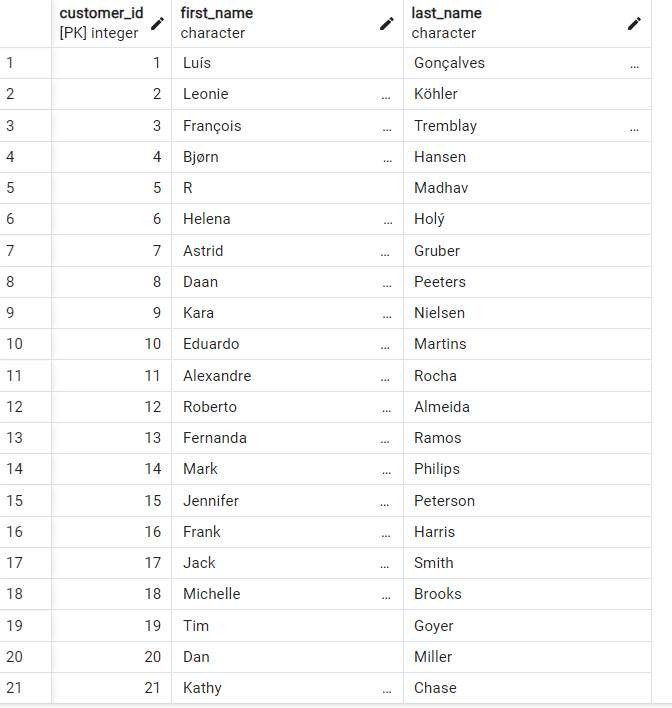 customer_id first_name last_name
[PK] integer character character
1 1 Luís Gonçalves ...
2 2 Leonie ... Köhler
3 3 François ... Tremblay ...
4 4 Bjørn ... Hansen
5 5 R Madhav
6 6 Helena ... Holý
7 7 Astrid ... Gruber
8 8 Daan ... Peeters
9 9 Kara ... Nielsen
10 10 Eduardo ... Martins
11 11 Alexandre ... Rocha
12 12 Roberto ... Almeida
13 13 Fernanda ... Ramos
14 14 Mark ... Philips
15 15 Jennifer ... Peterson
16 16 Frank ... Harris
17 17 Jack ... Smith
18 18 Michelle ... Brooks
19 19 Tim Goyer
20 20 Dan Miller
21 21 Kathy ... Chase